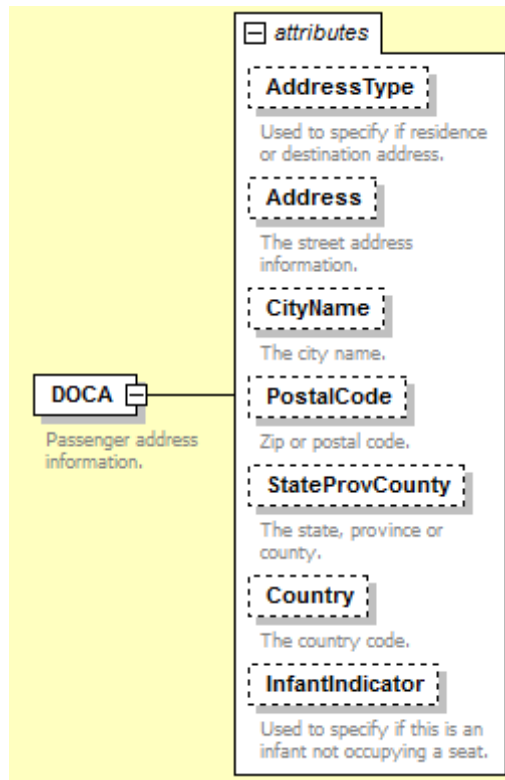 attributes
AddressType
Used to specify if residence
or destination address.
Address
The street address
information.
CityName
The city name.
DOCA
Passenger address
information.
PostalCode
Zip or postal code.
StateProvCounty
The state, province or
county.
Country
The country code.
InfantIndicator
Used to specify if this is an
infant not occupying a seat.